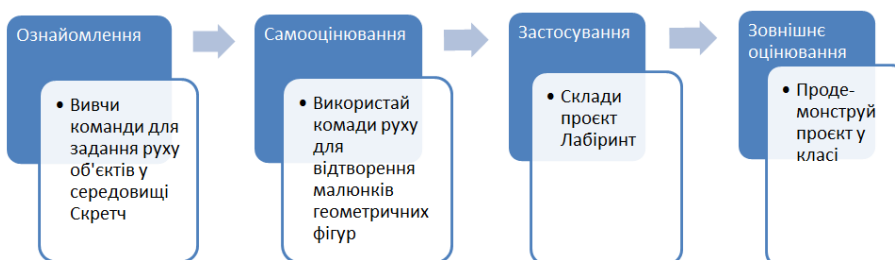 Ознайомлення
• Вивчи
команди для
задання руху
об'єктів у
середовищі
Скретч
Самооцінювання
• Використай
комади руху
для
відтворення
малюнків
геометричних
фігур
Застосування
• Склади
проєкт
Лабіринт
Зовнішнє
оцінювання
• Проде-
монструй
проєкт у
класі